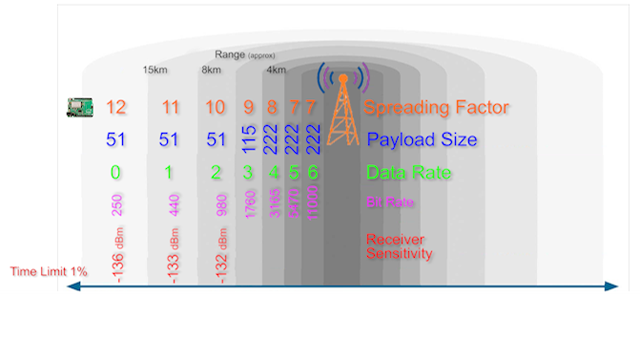 Range (approx)
15km 8km 4km
12 11 10 9 8 7 7 Spreading Factor
51 51 51 115 222 222 222 Payload Size
0 1 2 3 4 5 6 Data Rate
250 440 980 1760 3165 5470 11000 Bit Rate
-136 dBm -133 dBm -132 dBm Receiver
Sensitivity
Time Limit 1%